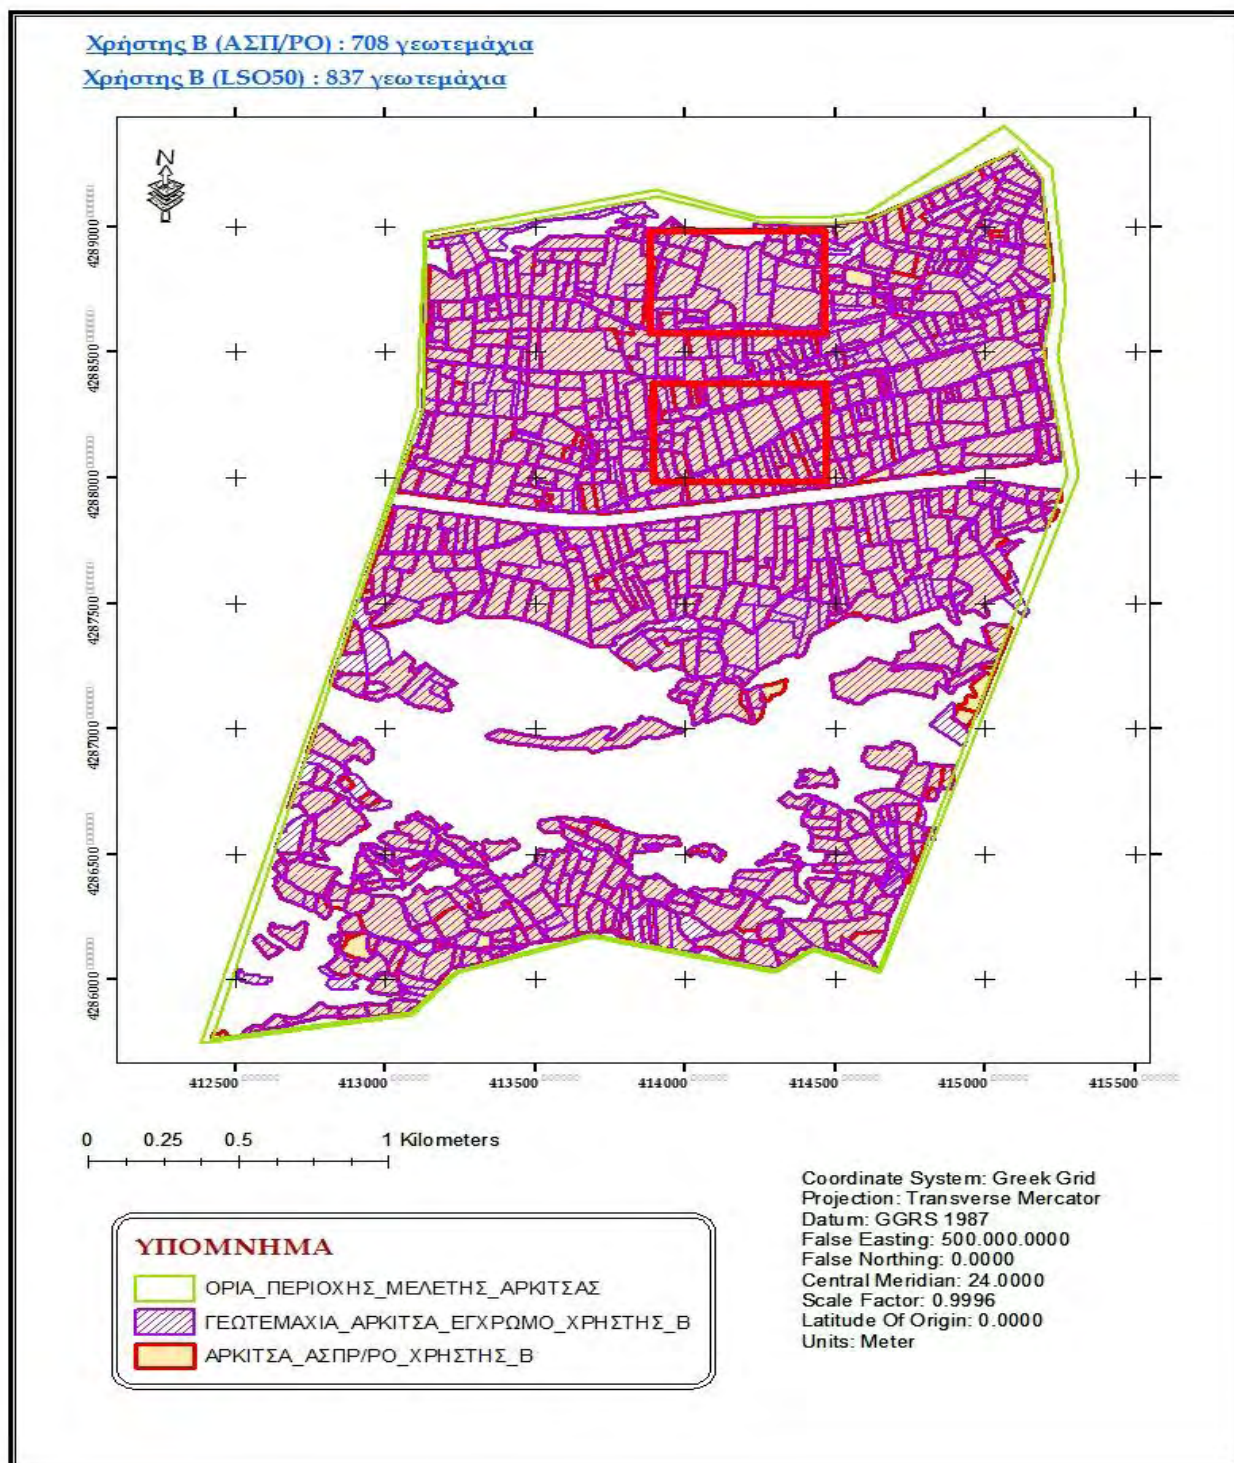 Χρήστης Β (ΑΣΠ/ΡΟ) : 708 γεωτεμάχια
Χρήστης Β (LSO50) : 837 γεωτεμάχια
N
4289000
4288500
4288000
4287500
4287000
4286500
4286000
412500 413000 413500 414000 414500 415000 415500
0 0.25 0.5 1 Kilometers
Coordinate System: Greek Grid
Projection: Transverse Mercator
Datum: GGRS 1987
False Easting: 500.000.0000
False Northing: 0.0000
Central Meridian: 24.0000
Scale Factor: 0.9996
Latitude Of Origin: 0.0000
Units: Meter
ΥΠΟΜΝΗΜΑ
ΟΡΙΑ_ΠΕΡΙΟΧΗΣ_ΜΕΛΕΤΗΣ_ΑΡΚΙΤΣΑΣ
ΓΕΩΤΕΜΑΧΙΑ_ΑΡΚΙΤΣΑ_ΕΓΧΡΩΜΟ_ΧΡΗΣΤΗΣ_Β
ΑΡΚΙΤΣΑ_ΑΣΠΡ/ΡΟ_ΧΡΗΣΤΗΣ_Β